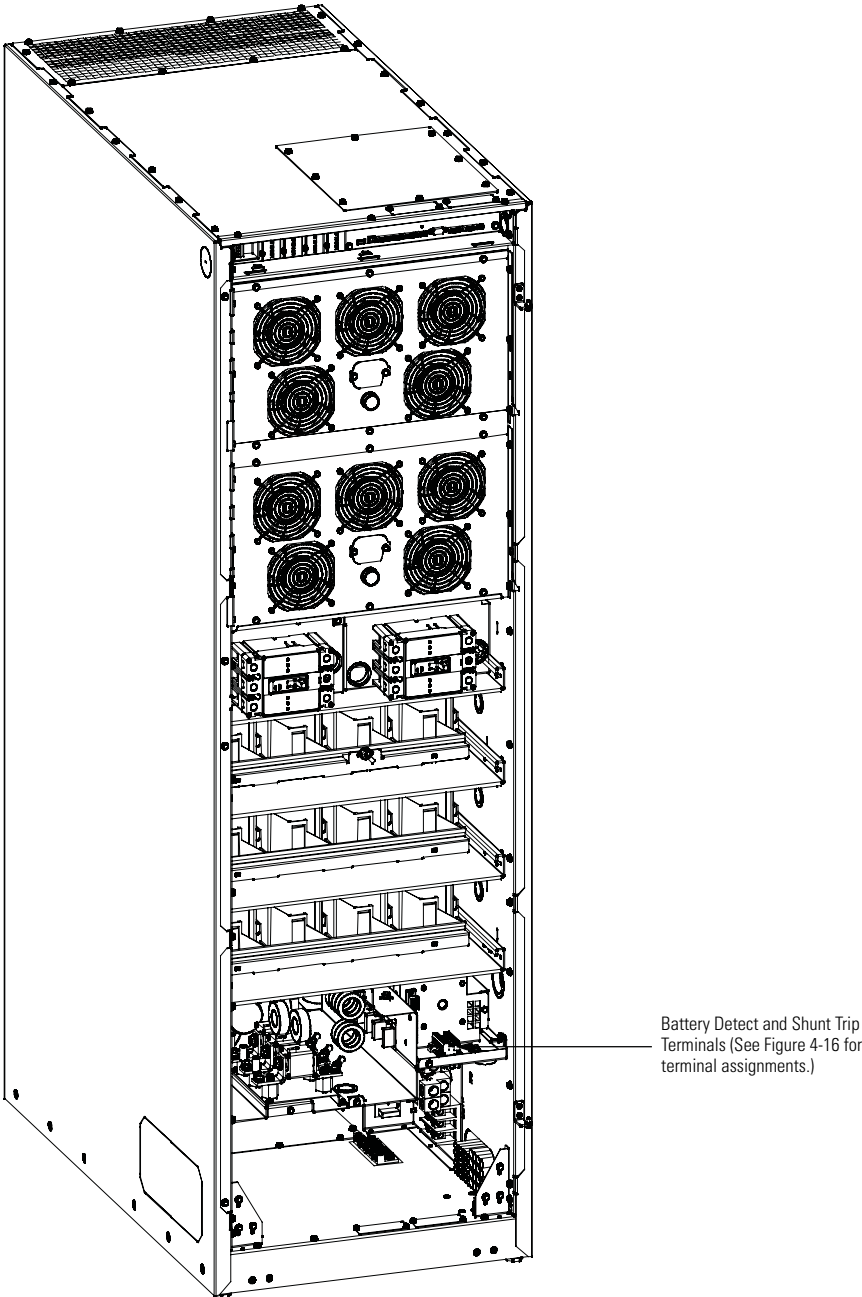 Battery Detect and Shunt Trip
Terminals (See Figure 4-16 for
terminal assignments.)